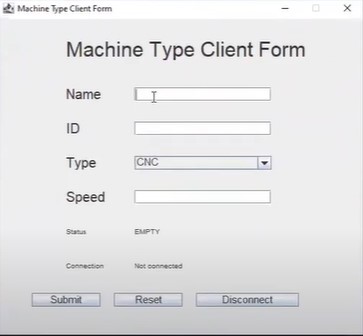 Machine Type Client Form
Machine Type Client Form
Name
ID
Type CNC
Speed
Status EMPTY
Connection Not connected
Submit Reset Disconnect